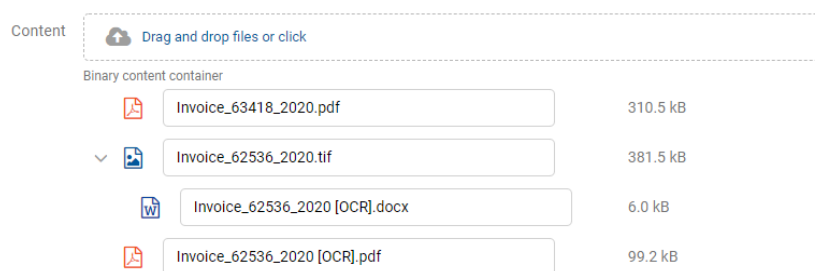 Content
Drag and drop files or click
Binary content container
Invoice_63418_2020.pdf 310.5 kB
Invoice_62536_2020.tif 381.5 kB
Invoice_62536_2020 [OCR].docx 6.0 kB
Invoice_62536_2020 [OCR].pdf 99.2 kB